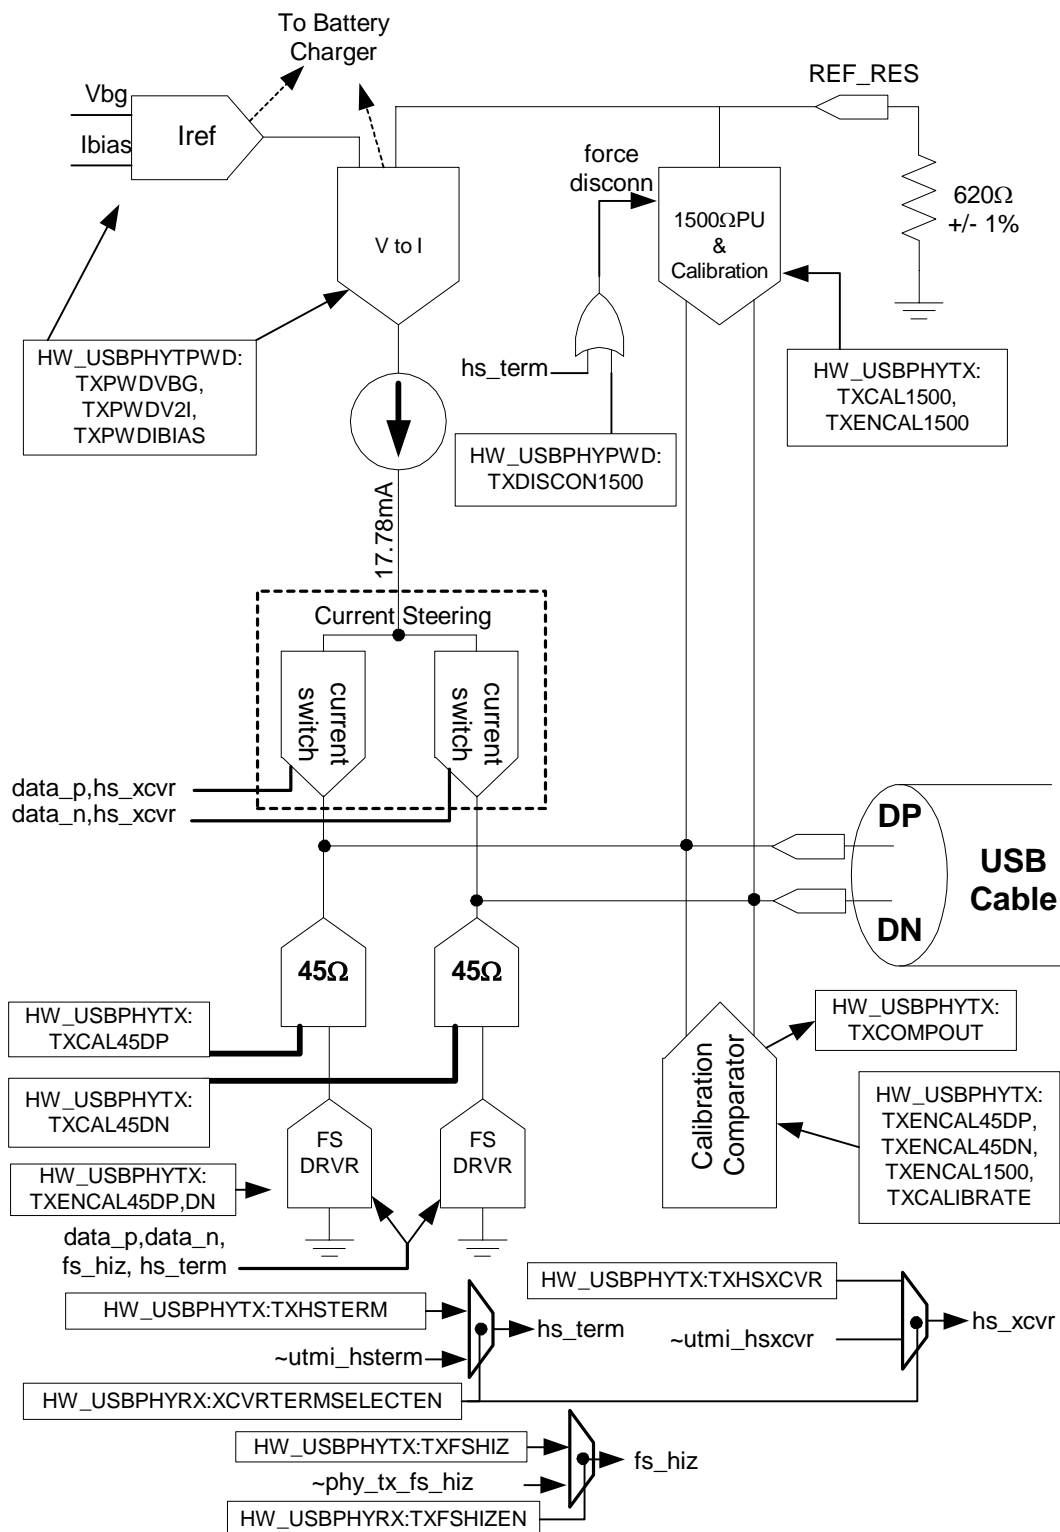 To Battery
Charger
Vbg
Ibias
Iref
REF_RES
force
disconn
V to I
1500ΩPU
&
Calibration
620Ω
+/- 1%
HW_USBPHYTPWD:
TXPWDVBG,
TXPWDV2I,
TXPWDIBIAS
hs_term
HW_USBPHYTX:
TXCAL1500,
TXENCAL1500
HW_USBPHYPWD:
TXDISCON1500
17.78mA
Current Steering
current
switch
current
switch
data_p,hs_xcvr
data_n,hs_xcvr
DP
DN
USB
Cable
45Ω
45Ω
HW_USBPHYTX:
TXCAL45DP
HW_USBPHYTX:
TXCAL45DN
Calibration
Comparator
HW_USBPHYTX:
TXCOMPOUT
HW_USBPHYTX:
TXENCAL45DP,
TXENCAL45DN,
TXENCAL1500,
TXCALIBRATE
FS
DRVR
FS
DRVR
HW_USBPHYTX:
TXENCAL45DP,DN
data_p,data_n,
fs_hiz, hs_term
HW_USBPHYTX:TXHSXCVR
HW_USBPHYTX:TXHSTERM
hs_term
hs_xcvr
~utmi_hsxcvr
~utmi_hsterm
HW_USBPHYRX:XCVRTERMSELECTEN
HW_USBPHYTX:TXFSHIZ
fs_hiz
~phy_tx_fs_hiz
HW_USBPHYRX:TXFSHIZEN